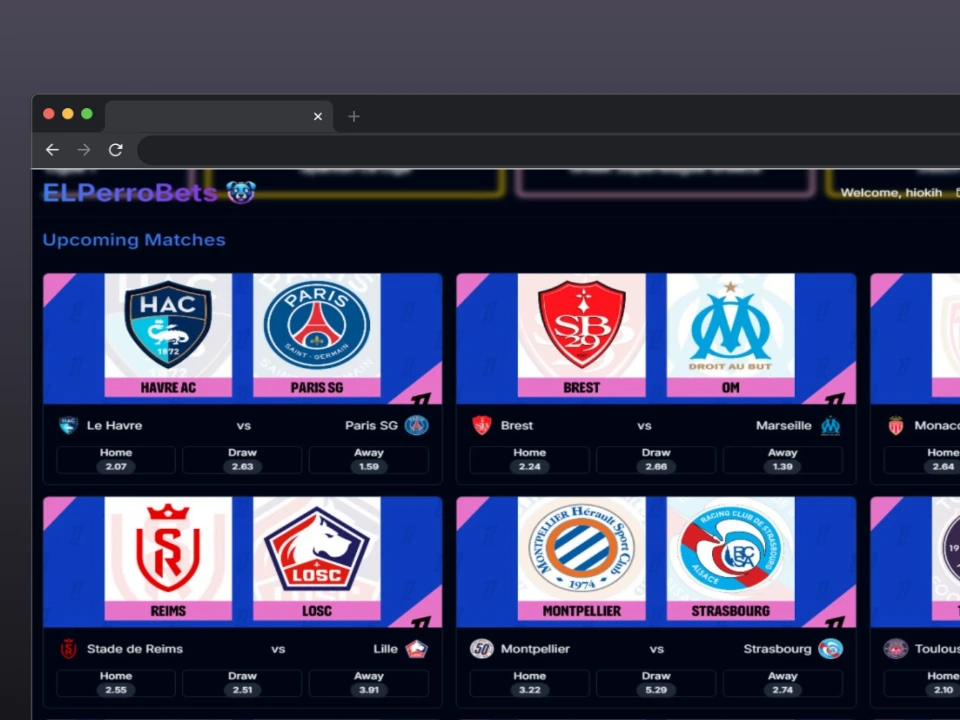 ELPerroBets
Welcome, hiokih
Upcoming Matches
HAC
1872
HAVRE AC
PARIS
SAINT-GERMAIN
PARIS SG
SB
29
BREST
DROIT AU BUT
OM
Le Havre vs Paris SG
Home Draw Away
2.07 2.63 1.59
Brest vs Marseille
Home Draw Away
2.24 2.66 1.39
Monaco
Home
2.64
REIMS
LOSC
LOSC
MONTPELLIER Hérault Sport Club
1974
MONTPELLIER
RACING CLUB DE STRASBOURG
ALSACE
RCSA
STRASBOURG
19
Stade de Reims vs Lille
Home Draw Away
2.55 2.51 3.91
Montpellier vs Strasbourg
Home Draw Away
3.22 5.29 2.74
Toulous
Home
2.10